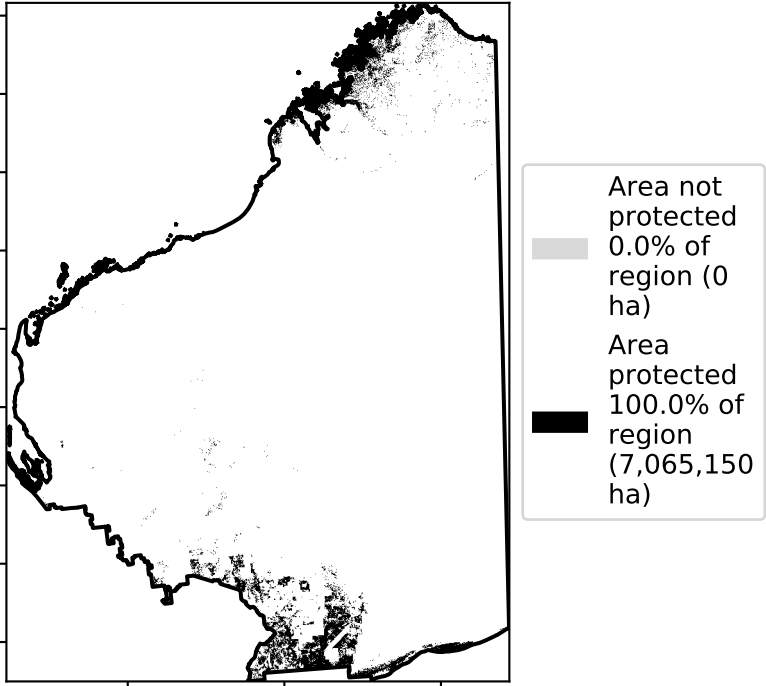 Area not
protected
0.0% of
region (0
ha)
Area
protected
100.0% of
region
(7,065,150
ha)